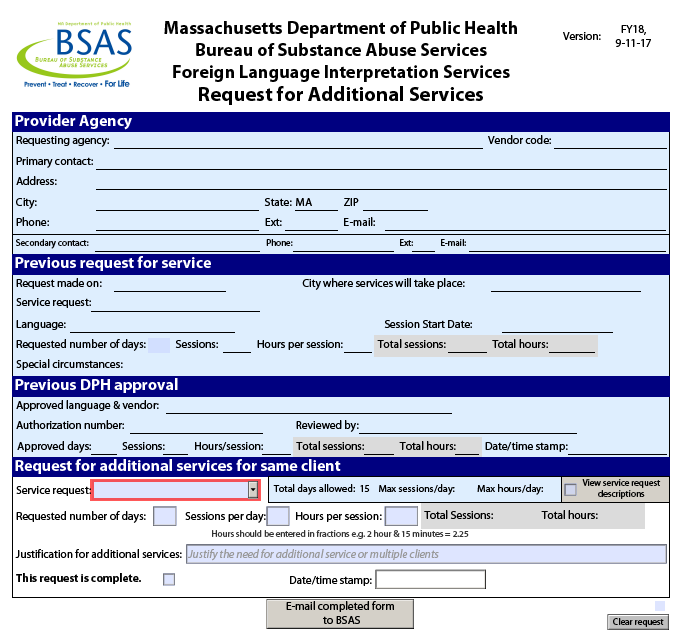 MA Department of Public Health
BSAS
Bureau of Substance
Abuse Services
Prevent • Treat • Recover • For Life
Massachusetts Department of Public Health
Bureau of Substance Abuse Services
Foreign Language Interpretation Services
Request for Additional Services
Version: FY18,
9-11-17
Provider Agency
Requesting agency: Vendor code:
Primary contact:
Address:
City: State: MA ZIP
Phone: Ext: E-mail:
Secondary contact: Phone: Ext: E-mail:
Previous request for service
Request made on: City where services will take place:
Service request:
Language: Session Start Date:
Requested number of days: Sessions: Hours per session: Total sessions: Total hours:
Special circumstances:
Previous DPH approval
Approved language & vendor:
Authorization number: Reviewed by:
Approved days: Sessions: Hours/session: Total sessions: Total hours: Date/time stamp:
Request for additional services for same client
Service request: Total days allowed: 15 Max sessions/day: Max hours/day: View service request
descriptions
Requested number of days: Sessions per day: Hours per session: Total Sessions: Total hours:
Hours should be entered in fractions e.g. 2 hour & 15 minutes = 2.25
Justification for additional services: Justify the need for additional service or multiple clients
This request is complete. Date/time stamp:
E-mail completed form
to BSAS
Clear request